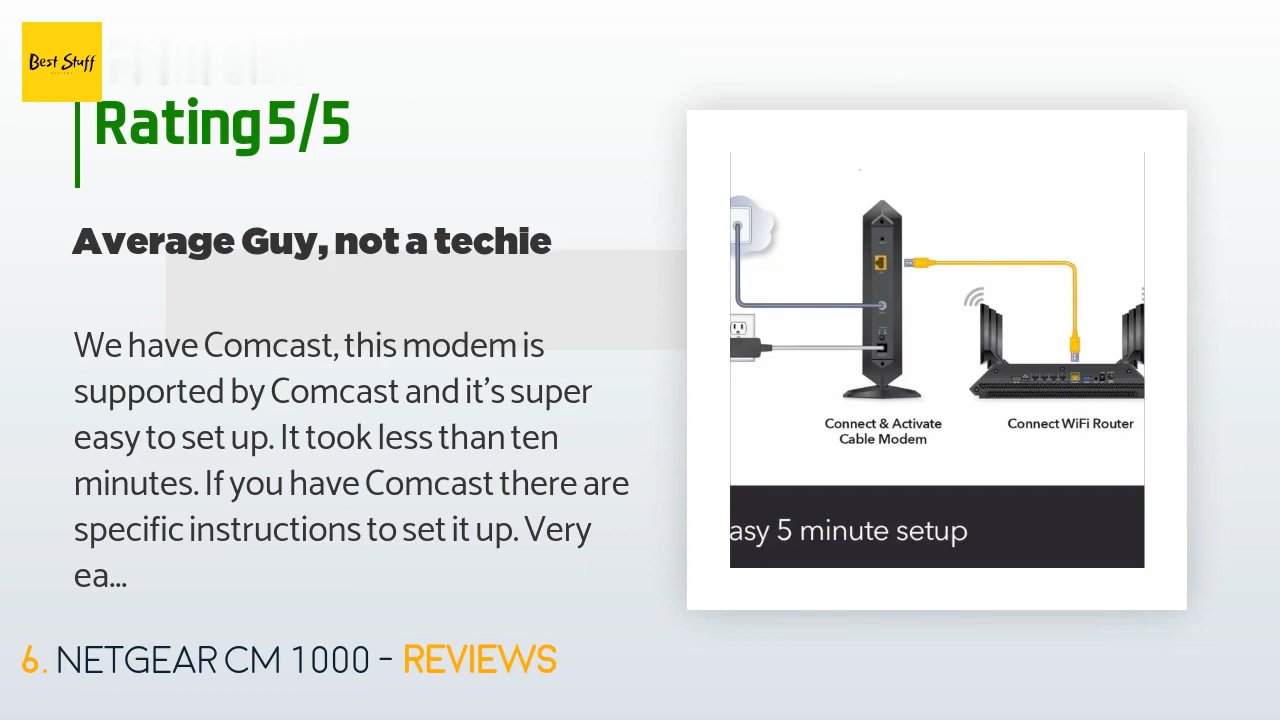 Best Stuff
Rating 5/5
Average Guy, not a techie
We have Comcast, this modem is
supported by Comcast and it's super
easy to set up. It took less than ten
minutes. If you have Comcast there are
specific instructions to set it up. Very
ea...
Connect & Activate
Cable Modem
Connect WiFi Router
asy 5 minute setup
6. NETGEAR CM 1000 - REVIEWS